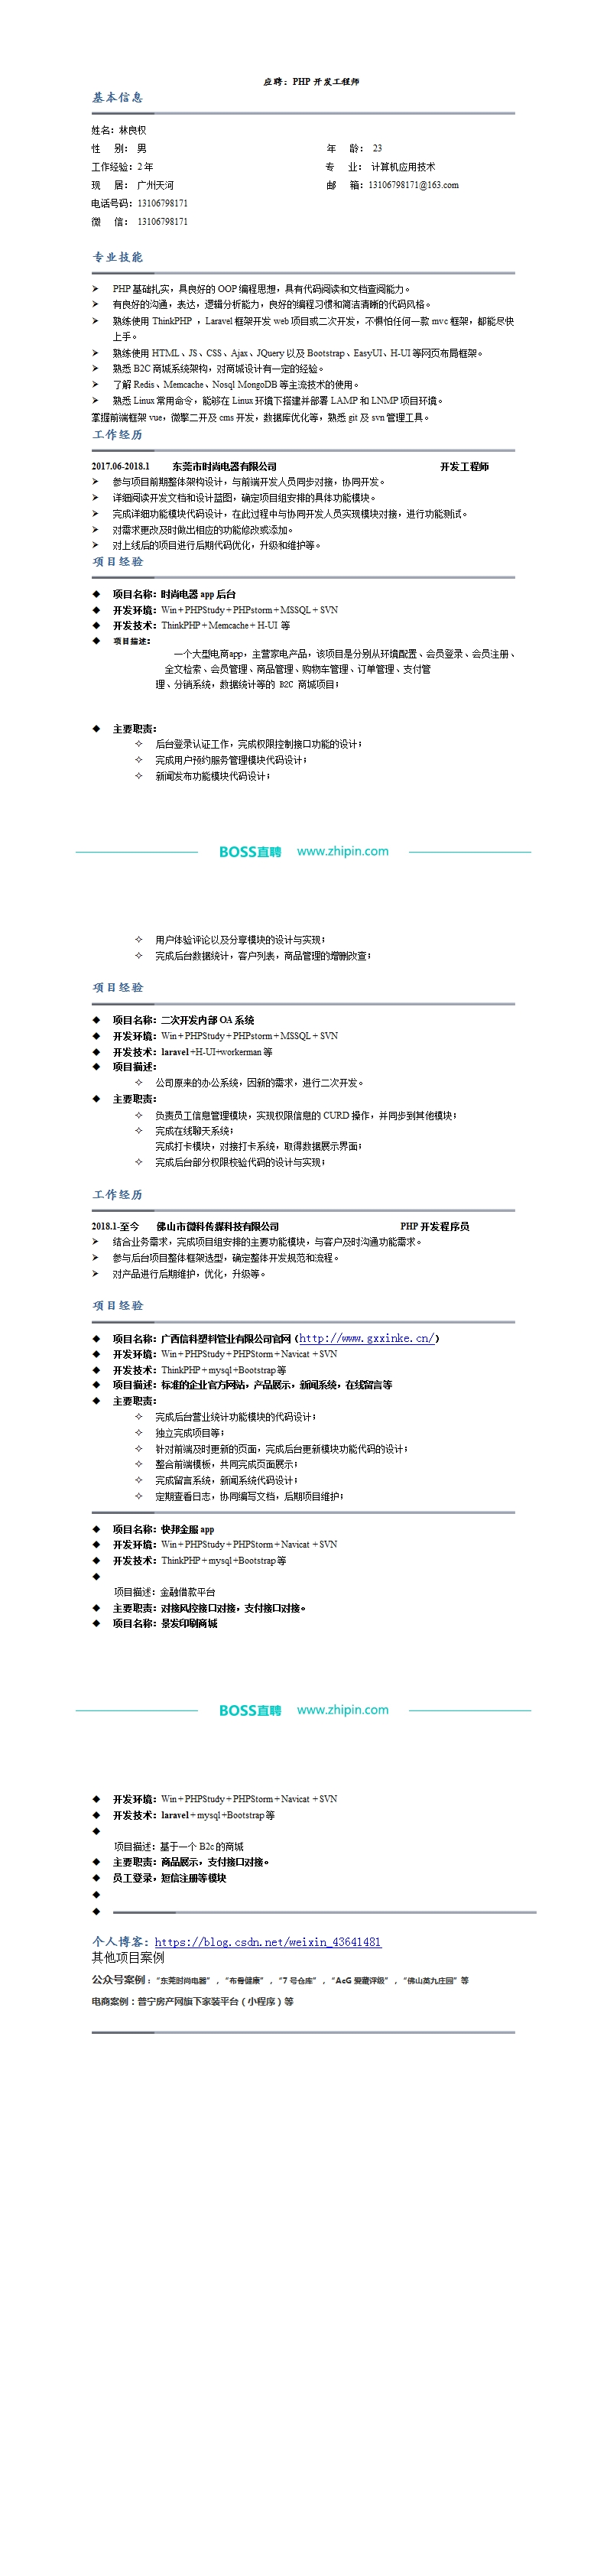 应聘：PHP 开发工程师
基本信息
姓名：林良权
性 别： 男 年 龄： 23
工作经验：2 年 专 业： 计算机应用技术
现 居： 广州天河 邮 箱：13106798171@163.com
电话号码：13106798171
微 信： 13106798171
专业技能
➢ PHP 基础扎实，具良好的 OOP 编程思想，具有代码阅读和文档查阅能力。
➢ 有良好的沟通，表达，逻辑分析能力，良好的编程习惯和简洁清晰的代码风格。
➢ 熟练使用 ThinkPHP ，Laravel 框架开发 web 项目或二次开发，不惧怕任何一款 mvc 框架，都能尽快
上手。
➢ 熟练使用 HTML、JS、CSS、Ajax、JQuery 以及 Bootstrap、EasyUI、H-UI 等网页布局框架。
➢ 熟悉 B2C 商城系统架构，对商城设计有一定的经验。
➢ 了解 Redis、Memcache、Nosql MongoDB 等主流技术的使用。
➢ 熟悉 Linux 常用命令，能够在 Linux 环境下搭建并部署 LAMP 和 LNMP 项目环境。
掌握前端框架 vue，微擎二开及 cms 开发，数据库优化等，熟悉 git 及 svn 管理工具。
工作经历
2017.06-2018.1 东莞市时尚电器有限公司 开发工程师
➢ 参与项目前期整体架构设计，与前端开发人员同步对接，协同开发。
➢ 详细阅读开发文档和设计蓝图，确定项目组安排的具体功能模块。
➢ 完成详细功能模块代码设计，在此过程中与协同开发人员实现模块对接，进行功能测试。
➢ 对需求更改及时做出相应的功能修改或添加。
➢ 对上线后的项目进行后期代码优化，升级和维护等。
项目经验
◆ 项目名称：时尚电器 app 后台
◆ 开发环境：Win + PHPStudy + PHPstorm + MSSQL + SVN
◆ 开发技术：ThinkPHP + Memcache + H-UI 等
◆ 项目描述：
一个大型电商app，主营家电产品，该项目是分别从环境配置、会员登录、会员注册、
全文检索、会员管理、商品管理、购物车管理、订单管理、支付管
理、分销系统，数据统计等的 B2C 商城项目；
◆ 主要职责：
✧ 后台登录认证工作，完成权限控制接口功能的设计；
✧ 完成用户预约服务管理模块代码设计；
✧ 新闻发布功能模块代码设计；
BOSS直聘 www.zhipin.com
✧ 用户体验评论以及分享模块的设计与实现；
✧ 完成后台数据统计，客户列表，商品管理的增删改查；
项目经验
◆ 项目名称：二次开发内部 OA 系统
◆ 开发环境：Win + PHPStudy + PHPstorm + MSSQL + SVN
◆ 开发技术：laravel +H-UI+workerman 等
◆ 项目描述：
✧ 公司原来的办公系统，因新的需求，进行二次开发。
◆ 主要职责：
✧ 负责员工信息管理模块，实现权限信息的 CURD 操作，并同步到其他模块；
✧ 完成在线聊天系统；
完成打卡模块，对接打卡系统，取得数据展示界面；
✧ 完成后台部分权限校验代码的设计与实现；
工作经历
2018.1-至今 佛山市微科传媒科技有限公司 PHP 开发程序员
➢ 结合业务需求，完成项目组安排的主要功能模块，与客户及时沟通功能需求。
➢ 参与后台项目整体框架选型，确定整体开发规范和流程。
➢ 对产品进行后期维护，优化，升级等。
项目经验
◆ 项目名称：广西信科塑料管业有限公司官网（http://www.gxxinke.cn/）
◆ 开发环境：Win + PHPStudy + PHPStorm + Navicat + SVN
◆ 开发技术：ThinkPHP + mysql +Bootstrap 等
◆ 项目描述：标准的企业官方网站，产品展示，新闻系统，在线留言等
◆ 主要职责：
✧ 完成后台营业统计功能模块的代码设计；
✧ 独立完成项目等；
✧ 针对前端及时更新的页面，完成后台更新模块功能代码的设计；
✧ 整合前端模板，共同完成页面展示；
✧ 完成留言系统，新闻系统代码设计；
✧ 定期查看日志，协同编写文档，后期项目维护；
◆ 项目名称：快邦金服 app
◆ 开发环境：Win + PHPStudy + PHPStorm + Navicat + SVN
◆ 开发技术：ThinkPHP + mysql +Bootstrap 等
◆
项目描述：金融借款平台
◆ 主要职责：对接风控接口对接，支付接口对接。
◆ 项目名称：景发印刷商城
BOSS直聘 www.zhipin.com
◆ 开发环境：Win + PHPStudy + PHPStorm + Navicat + SVN
◆ 开发技术：laravel + mysql +Bootstrap 等
◆
项目描述：基于一个 B2c 的商城
◆ 主要职责：商品展示，支付接口对接。
◆ 员工登录，短信注册等模块
◆
◆
个人博客：https://blog.csdn.net/weixin_43641481
其他项目案例
公众号案例：“东莞时尚电器”，“布骨健康”，“7 号仓库”，“AeG 爱藏评级”，“佛山英九庄园”等
电商案例：普宁房产网旗下家装平台（小程序）等